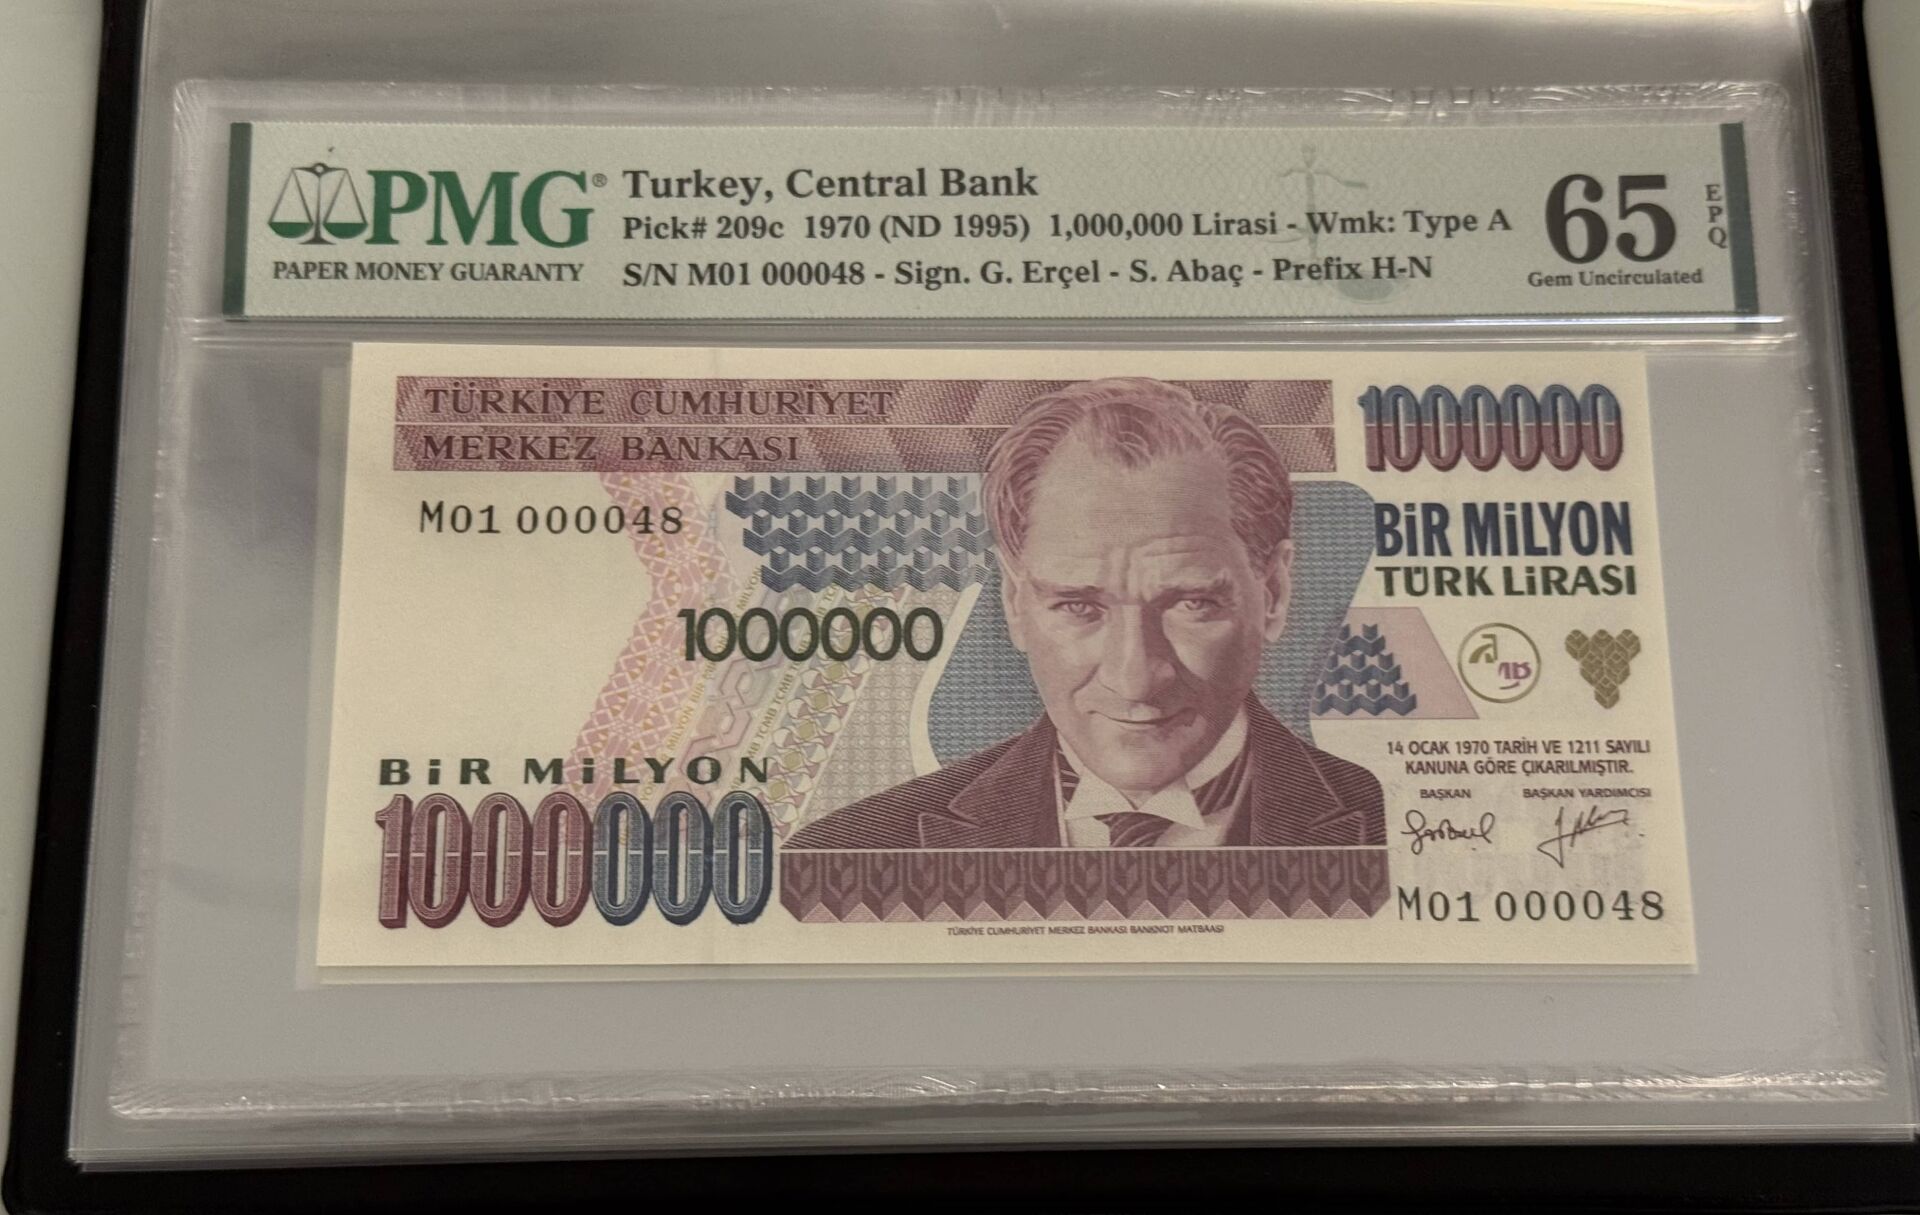 PMG®
PAPER MONEY GUARANTY
Turkey, Central Bank
Pick# 209c 1970 (ND 1995) 1,000,000 Lirasi - Wmk: Type A
S/N M01 000048 - Sign. G. Erçel - S. Abaç - Prefix H-N
65
EPQ
Gem Uncirculated
TÜRKİYE CUMHURİYET
MERKEZ BANKASI
1000000
M01 000048
BİR MİLYON
TÜRK LİRASI
1000000
14 OCAK 1970 TARİH VE 1211 SAYILI
KANUNA GÖRE ÇIKARILMIŞTIR.
BAŞKAN BAŞKAN YARDIMCISI
BİR MİLYON
1000000
M01 000048
TÜRKİYE CUMHURİYET MERKEZ BANKASI BANKNOT MATBAASI